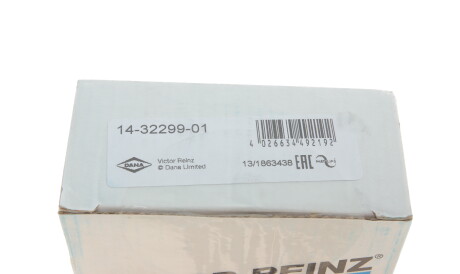 14-32299-01
4 026634 492192
DANA
Victor Reinz
© Dana Limited
13/1863438 EAC
REINZ